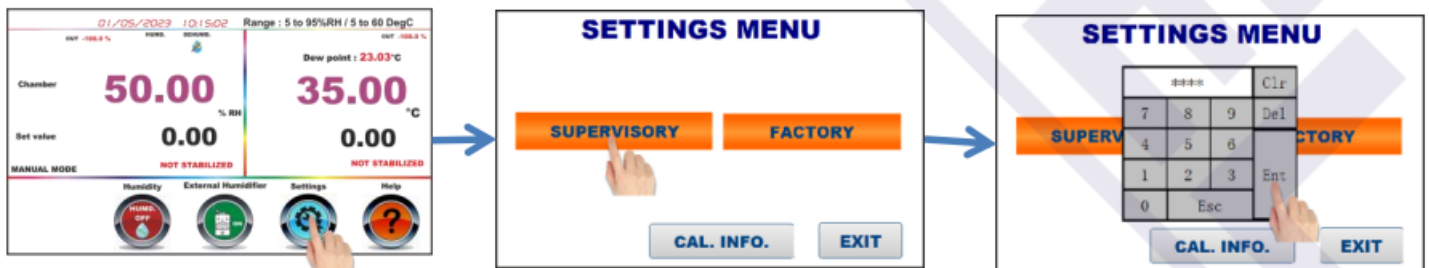 01/05/2023 10:15:02 Range : 5 to 95%RH / 5 to 60 DegC
OUT -100.0 % HUMD. DEHUMD. OUT -100.0 %
Dew point : 23.03°C
Chamber 50.00 % RH 35.00 °C
Set value 0.00 0.00
MANUAL MODE NOT STABILIZED NOT STABILIZED
Humidity External Humidifier Settings Help
HUMD. OFF ON ?
SETTINGS MENU
SUPERVISORY FACTORY
CAL. INFO. EXIT
SETTINGS MENU
**** Clr
7 8 9 Del
SUPERV CTORY
4 5 6
1 2 3 Ent
0 Esc
CAL. INFO. EXIT